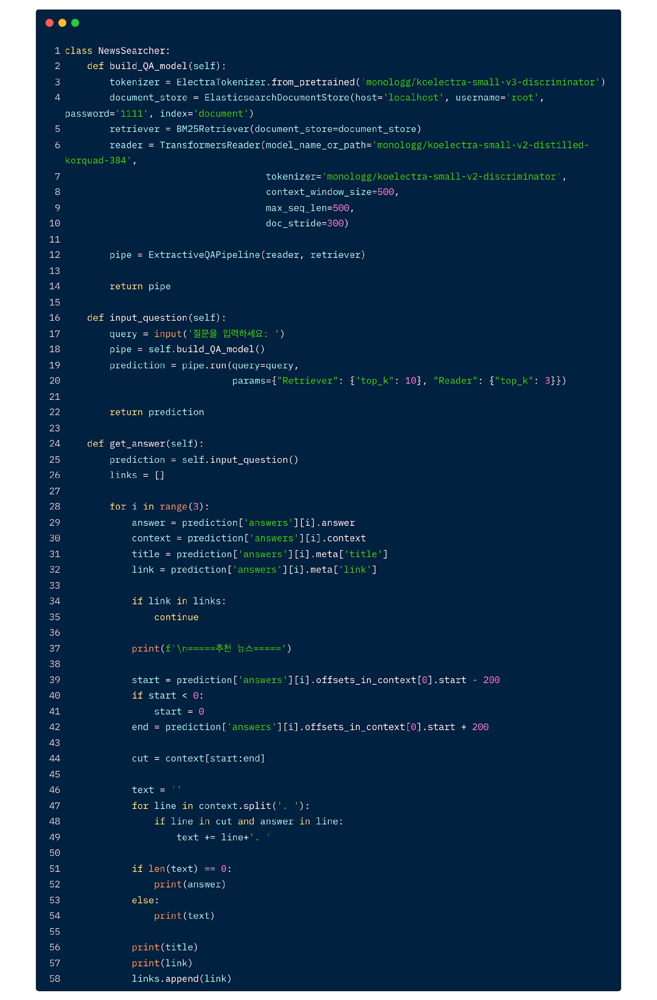 1 class NewsSearcher:
2     def build_QA_model(self):
3         tokenizer = ElectraTokenizer.from_pretrained('monologg/koelectra-small-v3-discriminator')
4         document_store = ElasticsearchDocumentStore(host='localhost', username='root',
password='1111', index='document')
5         retriever = BM25Retriever(document_store=document_store)
6         reader = TransformersReader(model_name_or_path='monologg/koelectra-small-v2-distilled-
korquad-384',
7                                     tokenizer='monologg/koelectra-small-v2-discriminator',
8                                     context_window_size=500,
9                                     max_seq_len=500,
10                                     doc_stride=300)
11
12         pipe = ExtractiveQAPipeline(reader, retriever)
13
14         return pipe
15
16     def input_question(self):
17         query = input('질문을 입력하세요: ')
18         pipe = self.build_QA_model()
19         prediction = pipe.run(query=query,
20                               params={"Retriever": {"top_k": 10}, "Reader": {"top_k": 3}})
21
22         return prediction
23
24     def get_answer(self):
25         prediction = self.input_question()
26         links = []
27
28         for i in range(3):
29             answer = prediction['answers'][i].answer
30             context = prediction['answers'][i].context
31             title = prediction['answers'][i].meta['title']
32             link = prediction['answers'][i].meta['link']
33
34             if link in links:
35                 continue
36
37             print(f'\n=====추천 뉴스=====')
38
39             start = prediction['answers'][i].offsets_in_context[0].start - 200
40             if start < 0:
41                 start = 0
42             end = prediction['answers'][i].offsets_in_context[0].start + 200
43
44             cut = context[start:end]
45
46             text = ''
47             for line in context.split('. '):
48                 if line in cut and answer in line:
49                     text += line+'. '
50
51             if len(text) == 0:
52                 print(answer)
53             else:
54                 print(text)
55
56             print(title)
57             print(link)
58             links.append(link)